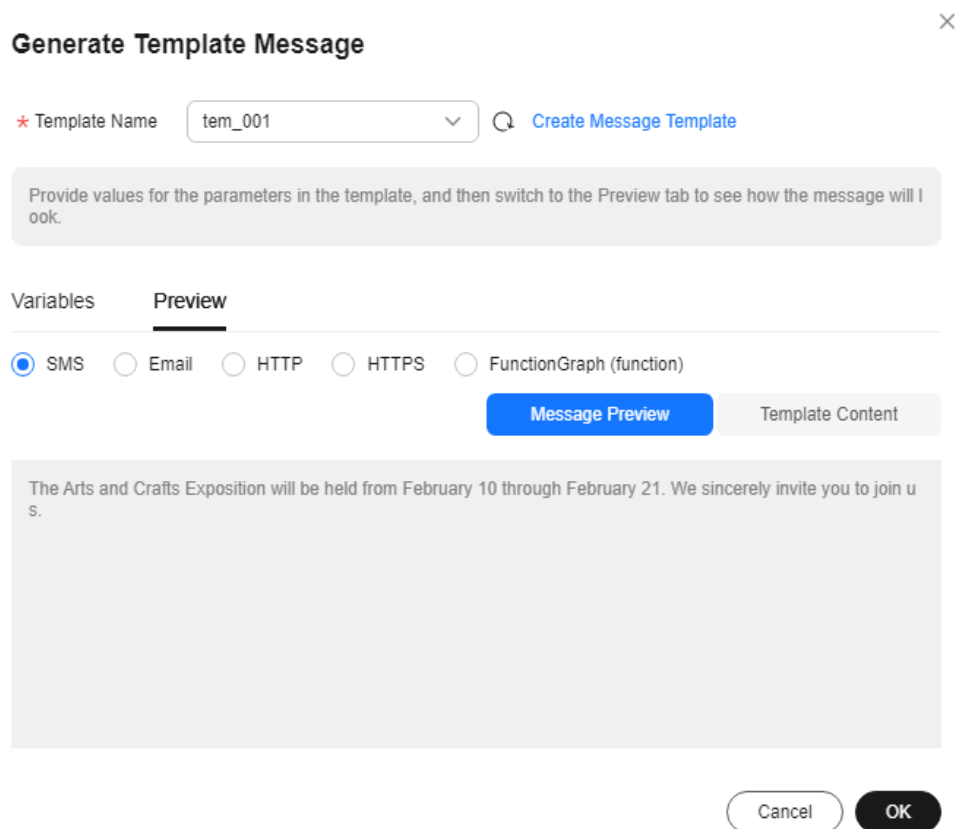 Generate Template Message
* Template Name
tem_001
Create Message Template
Provide values for the parameters in the template, and then switch to the Preview tab to see how the message will l
ook.
Variables
Preview
SMS
Email
HTTP
HTTPS
FunctionGraph (function)
Message Preview
Template Content
The Arts and Crafts Exposition will be held from February 10 through February 21. We sincerely invite you to join u
s.
Cancel
OK